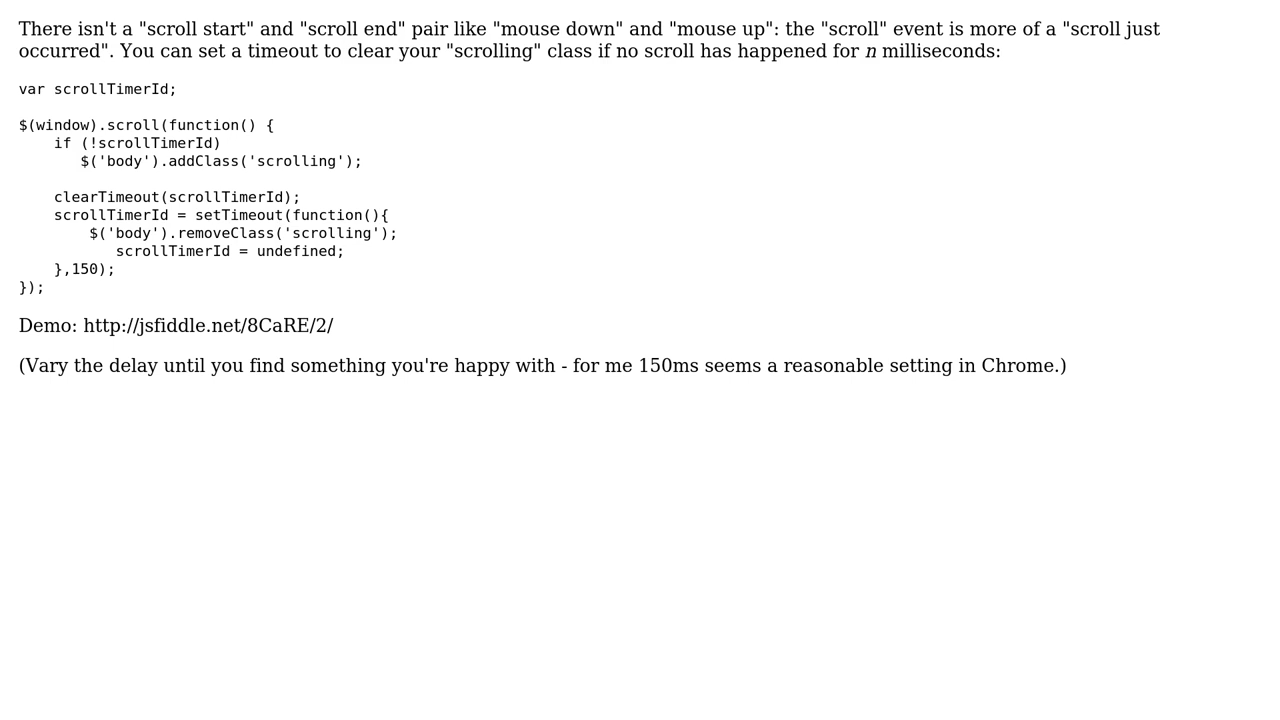 There isn't a "scroll start" and "scroll end" pair like "mouse down" and "mouse up": the "scroll" event is more of a "scroll just
occurred". You can set a timeout to clear your "scrolling" class if no scroll has happened for n milliseconds:
var scrollTimerId;
$(window).scroll(function() {
    if (!scrollTimerId)
       $('body').addClass('scrolling');
    clearTimeout(scrollTimerId);
    scrollTimerId = setTimeout(function(){
        $('body').removeClass('scrolling');
           scrollTimerId = undefined;
    },150);
});
Demo: http://jsfiddle.net/8CaRE/2/
(Vary the delay until you find something you're happy with - for me 150ms seems a reasonable setting in Chrome.)